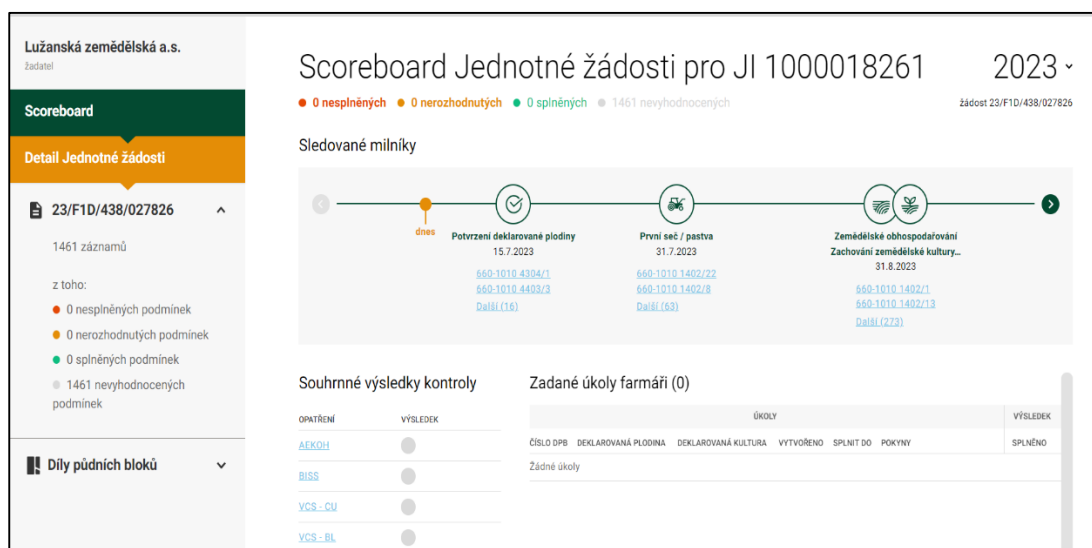 Lužanská zemědělská a.s.
žadatel
Scoreboard
Detail Jednotné žádosti
23/F1D/438/027826
1461 záznamů
z toho:
0 nesplněných podmínek
0 nerozhodnutých podmínek
0 splněných podmínek
1461 nevyhodnocených
podmínek
Díly půdních bloků
Scoreboard Jednotné žádosti pro JI 1000018261
2023
0 nesplněných 0 nerozhodnutých 0 splněných 1461 nevyhodnocených
žádost 23/F1D/438/027826
Sledované milníky
dnes
Potvrzení deklarované plodiny
15.7.2023
660-1010 4304/1
660-1010 4403/3
Další (16)
První seč / pastva
31.7.2023
660-1010 1402/22
660-1010 1402/8
Další (63)
Zemědělské obhospodařování
Zachování zemědělské kultury...
31.8.2023
660-1010 1402/1
660-1010 1402/13
Další (273)
Souhrnné výsledky kontroly
OPATŘENÍ VÝSLEDEK
AEKOH
BISS
VCS - CU
VCS - BL
Zadané úkoly farmáři (0)
ÚKOLY VÝSLEDEK
ČÍSLO DPB DEKLAROVANÁ PLODINA DEKLAROVANÁ KULTURA VYTVOŘENO SPLNIT DO POKYNY SPLNĚNO
Žádné úkoly